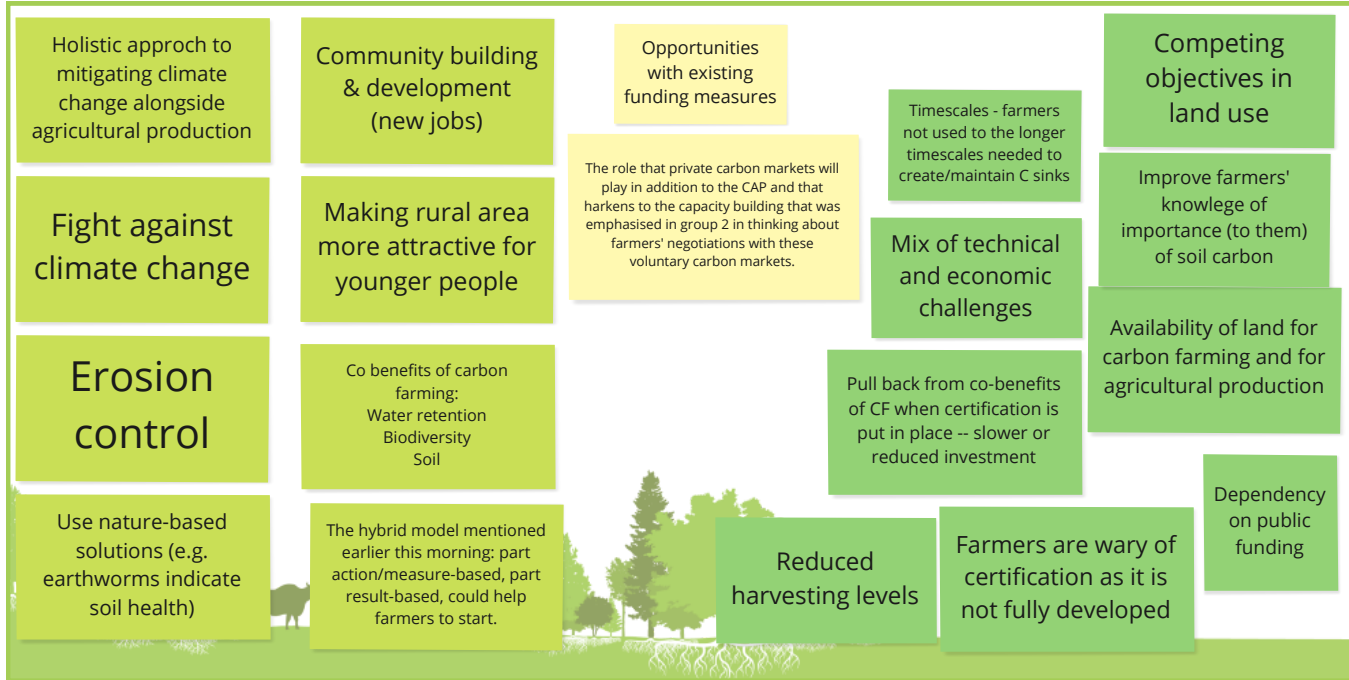 Holistic approch to
mitigating climate
change alongside
agricultural production
Fight against
climate change
Erosion
control
Use nature-based
solutions (e.g.
earthworms indicate
soil health)
Community building
& development
(new jobs)
Making rural area
more attractive for
younger people
Co benefits of carbon
farming:
Water retention
Biodiversity
Soil
The hybrid model mentioned
earlier this morning: part
action/measure-based, part
result-based, could help
farmers to start.
Opportunities
with existing
funding measures
The role that private carbon markets will
play in addition to the CAP and that
harkens to the capacity building that was
emphasised in group 2 in thinking about
farmers' negotiations with these
voluntary carbon markets.
Timescales - farmers
not used to the longer
timescales needed to
create/maintain C sinks
Mix of technical
and economic
challenges
Pull back from co-benefits
of CF when certification is
put in place -- slower or
reduced investment
Reduced
harvesting levels
Farmers are wary of
certification as it is
not fully developed
Competing
objectives in
land use
Improve farmers'
knowlege of
importance (to them)
of soil carbon
Availability of land for
carbon farming and for
agricultural production
Dependency
on public
funding